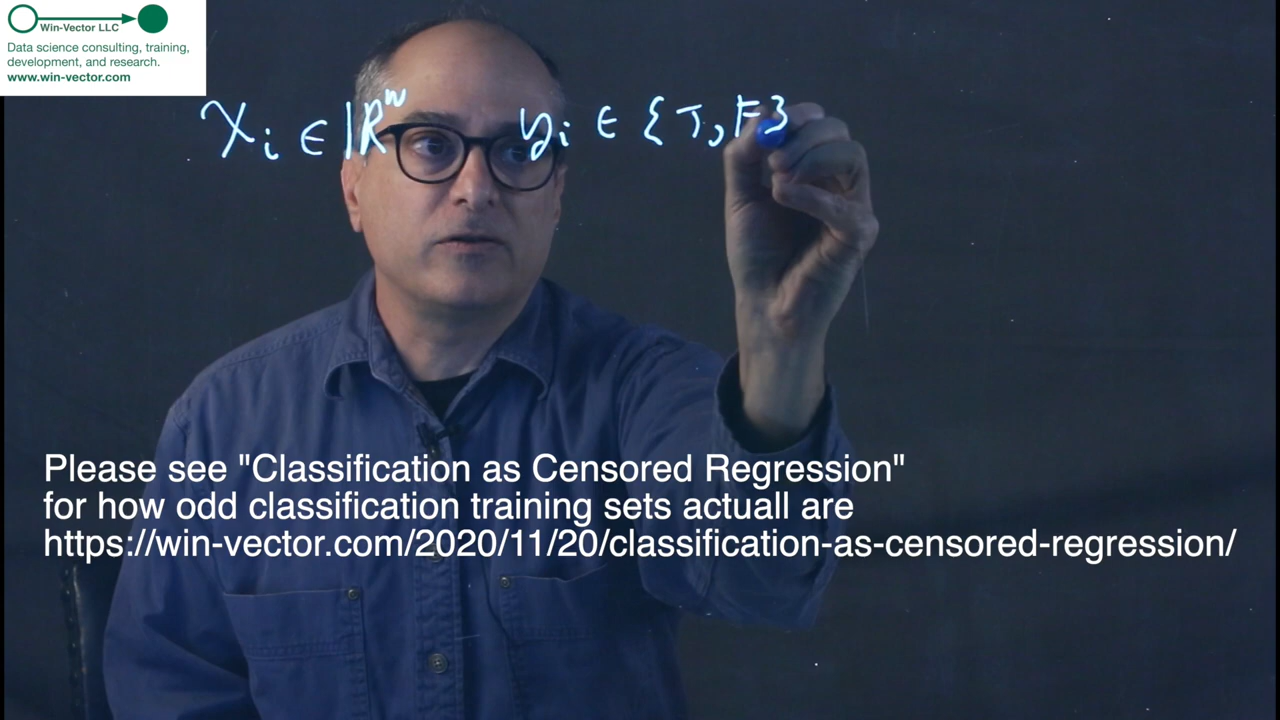 Win-Vector LLC
Data science consulting, training,
development, and research.
www.win-vector.com
xᵢ ∈ ℝⁿ yᵢ ∈ {T, F}
Please see "Classification as Censored Regression"
for how odd classification training sets actuall are
https://win-vector.com/2020/11/20/classification-as-censored-regression/